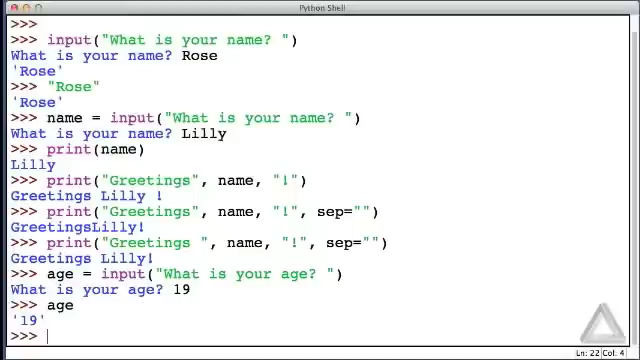 Python Shell
>>>
>>> input("What is your name? ")
What is your name? Rose
'Rose'
>>> "Rose"
'Rose'
>>> name = input("What is your name? ")
What is your name? Lilly
>>> print(name)
Lilly
>>> print("Greetings", name, "!")
Greetings Lilly !
>>> print("Greetings", name, "!", sep="")
GreetingsLilly!
>>> print("Greetings ", name, "!", sep="")
Greetings Lilly!
>>> age = input("What is your age? ")
What is your age? 19
>>> age
'19'
>>>
Ln: 22 Col: 4